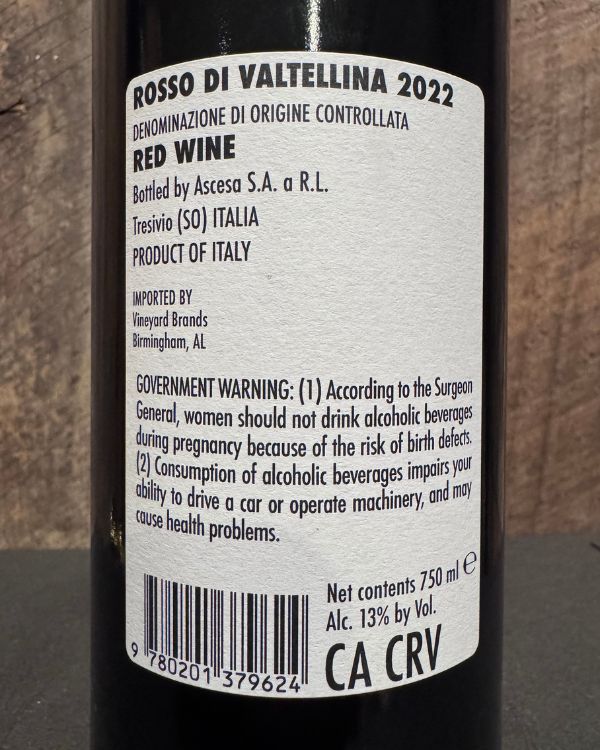 ROSSO DI VALTELLINA 2022
DENOMINAZIONE DI ORIGINE CONTROLLATA
RED WINE
Bottled by Ascesa S.A. a R.L.
Tresivio (SO) ITALIA
PRODUCT OF ITALY
IMPORTED BY
Vineyard Brands
Birmingham, AL
GOVERNMENT WARNING: (1) According to the Surgeon
General, women should not drink alcoholic beverages
during pregnancy because of the risk of birth defects.
(2) Consumption of alcoholic beverages impairs your
ability to drive a car or operate machinery, and may
cause health problems.
Net contents 750 ml ℮
Alc. 13% by Vol.
CA CRV
9 780201 379624